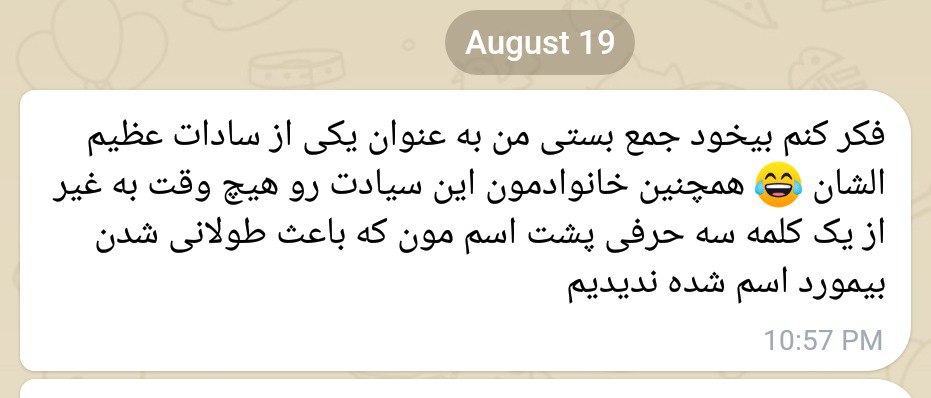 August 19
فکر کنم بیخود جمع بستی من به عنوان یکی از سادات عظیم
الشان 😂 همچنین خانوادمون این سیادت رو هیچ وقت به غیر
از یک کلمه سه حرفی پشت اسم مون که باعث طولانی شدن
بیمورد اسم شده ندیدیم
10:57 PM